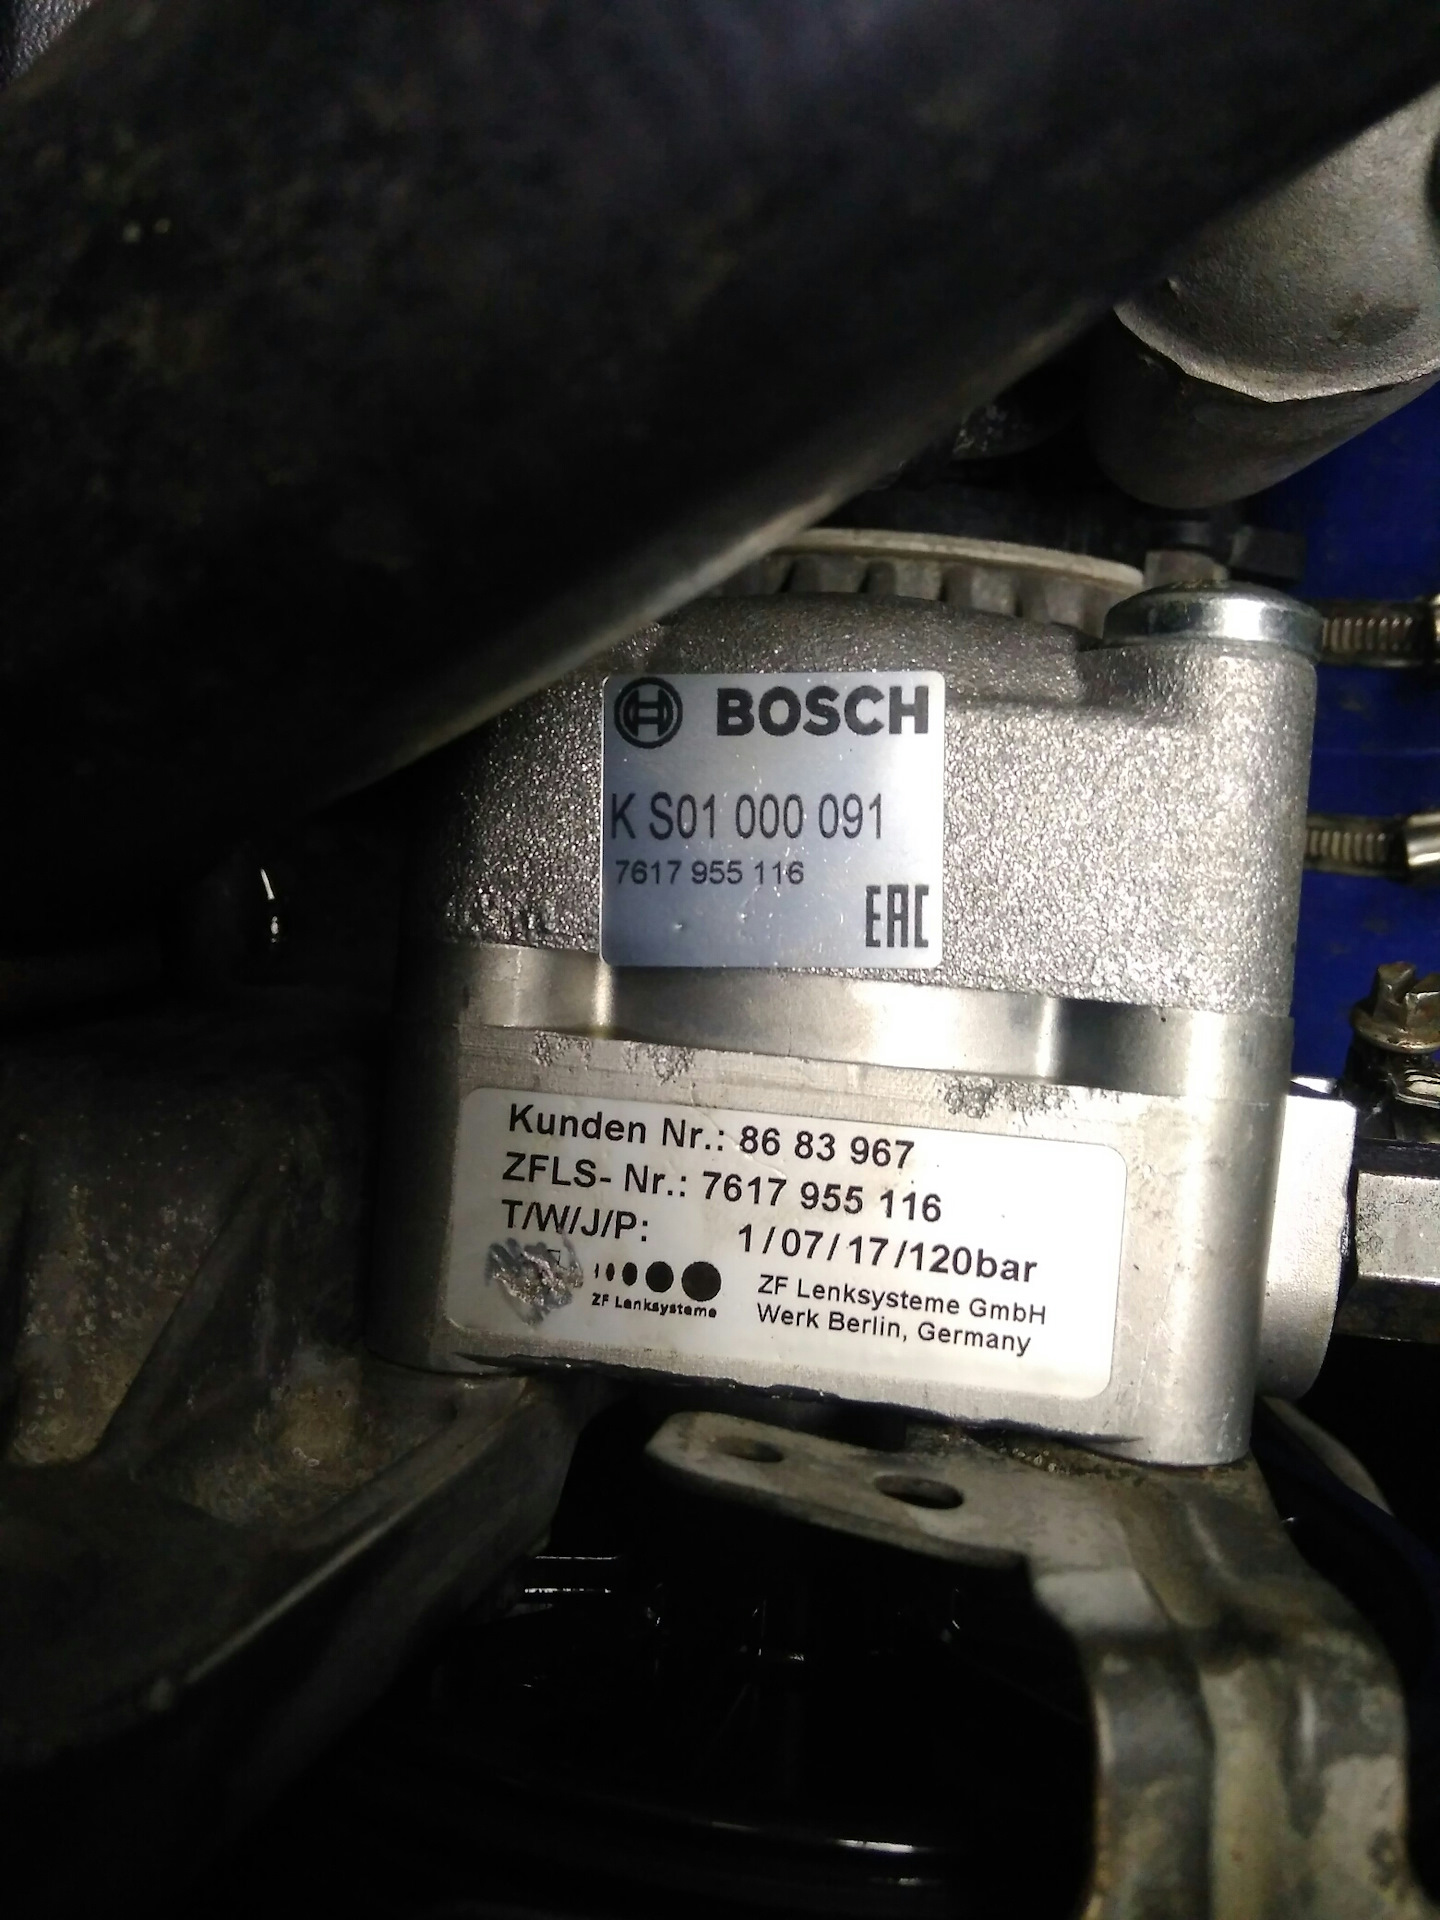 BOSCH
K S01 000 091
7617 955 116
EAC
Kunden Nr.: 86 83 967
ZFLS- Nr.: 7617 955 116
T/W/J/P: 1/07/17/120bar
ZF Lenksysteme
ZF Lenksysteme GmbH
Werk Berlin, Germany